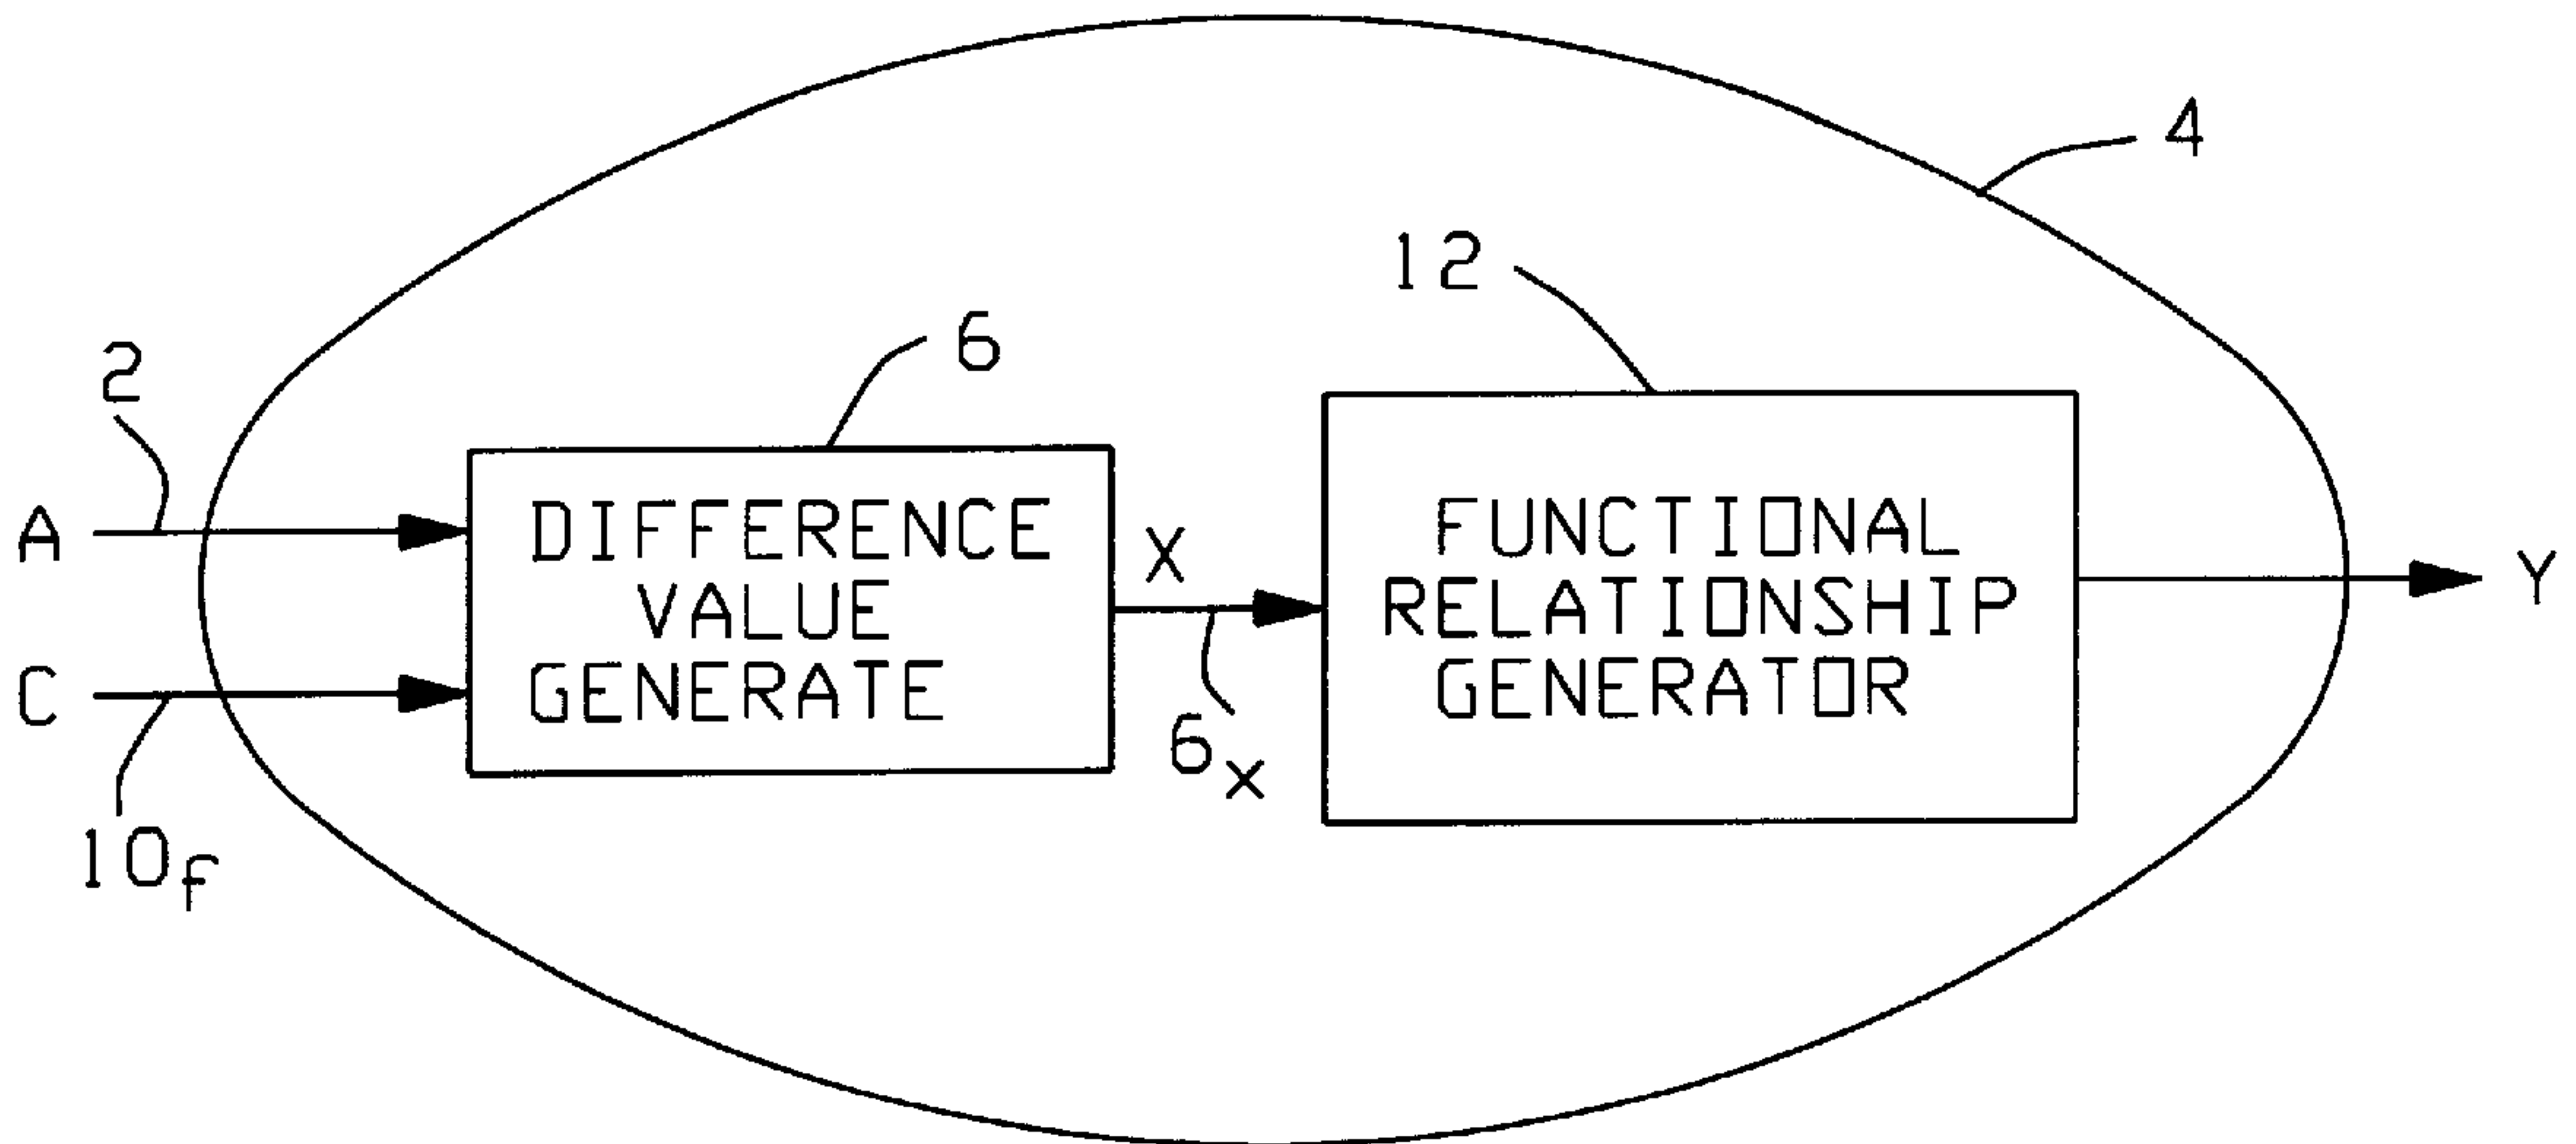 4
12
6
2
A
DIFFERENCE
VALUE
GENERATE
X
FUNCTIONAL
RELATIONSHIP
GENERATOR
Y
C
6x
10f